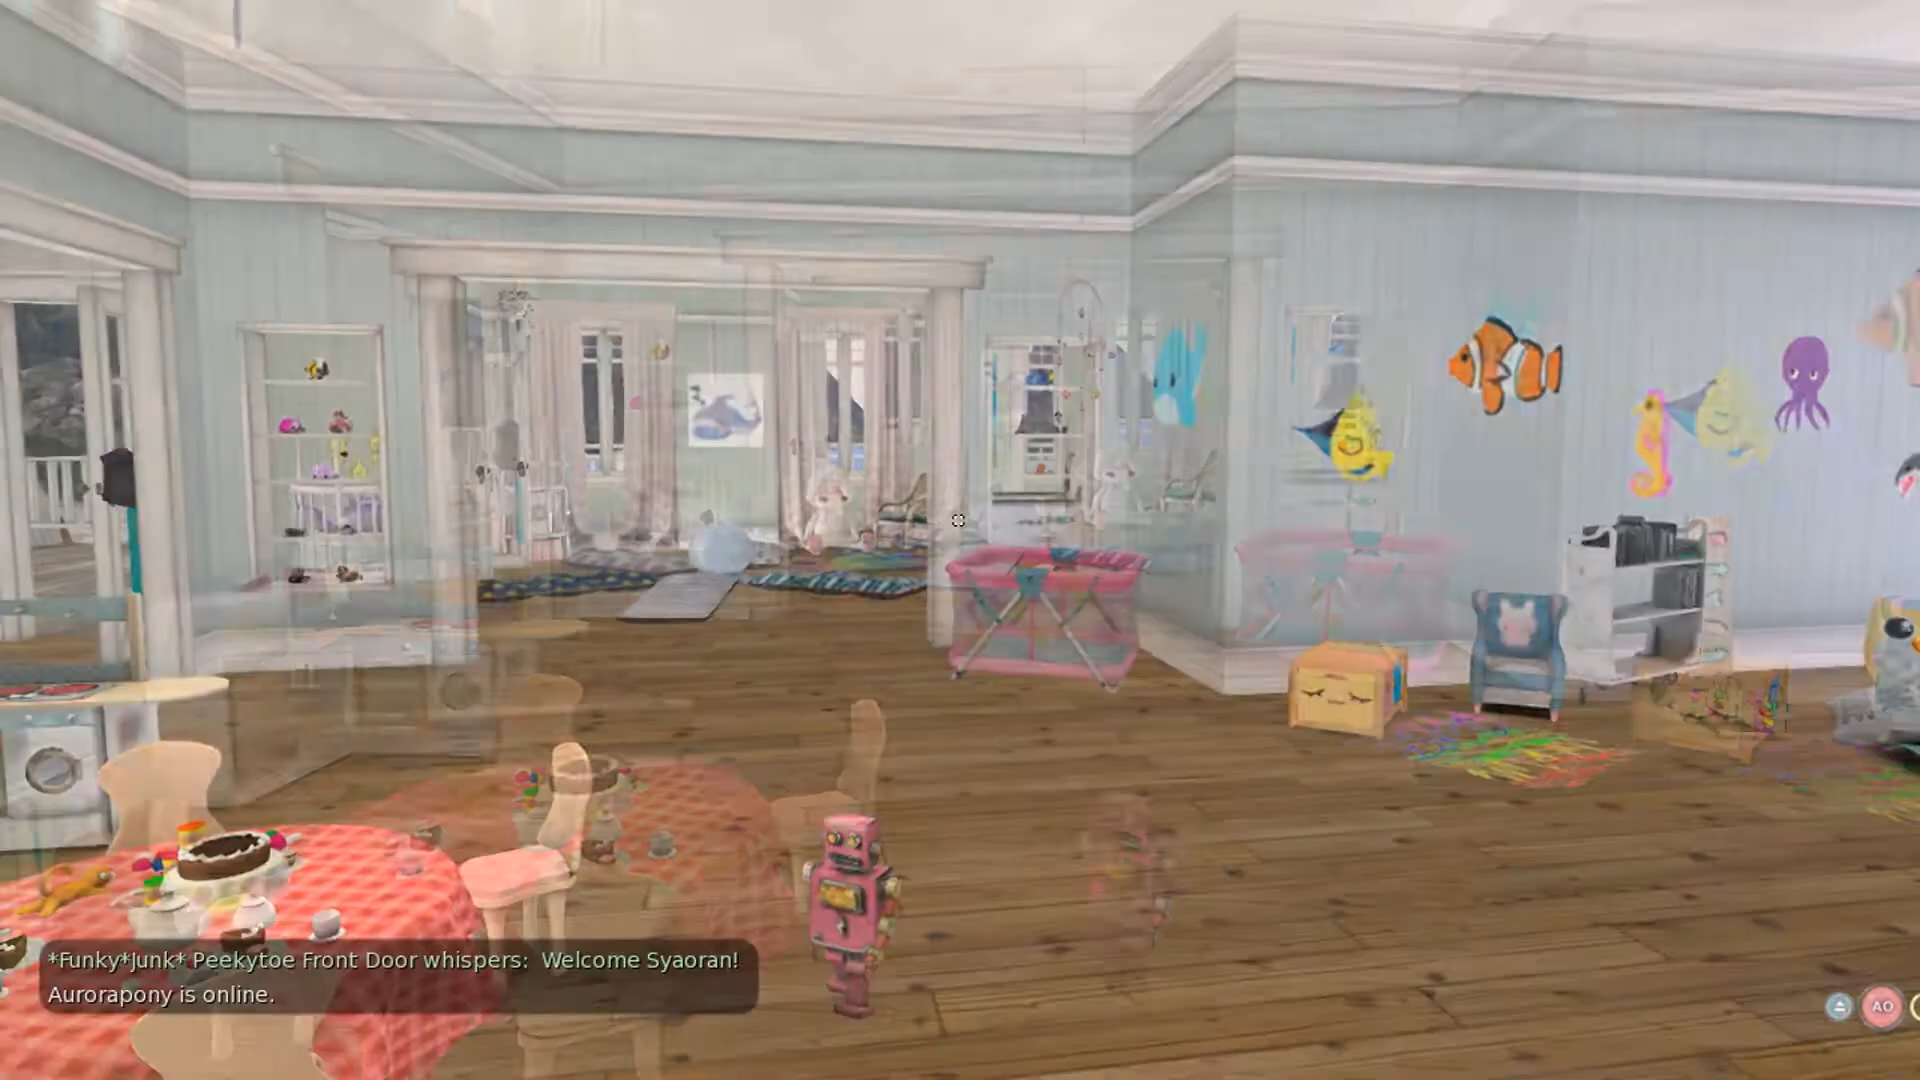 *Funky*Junk* Peekytoe Front Door whispers:  Welcome Syaoran!
Aurorapony is online.
AO